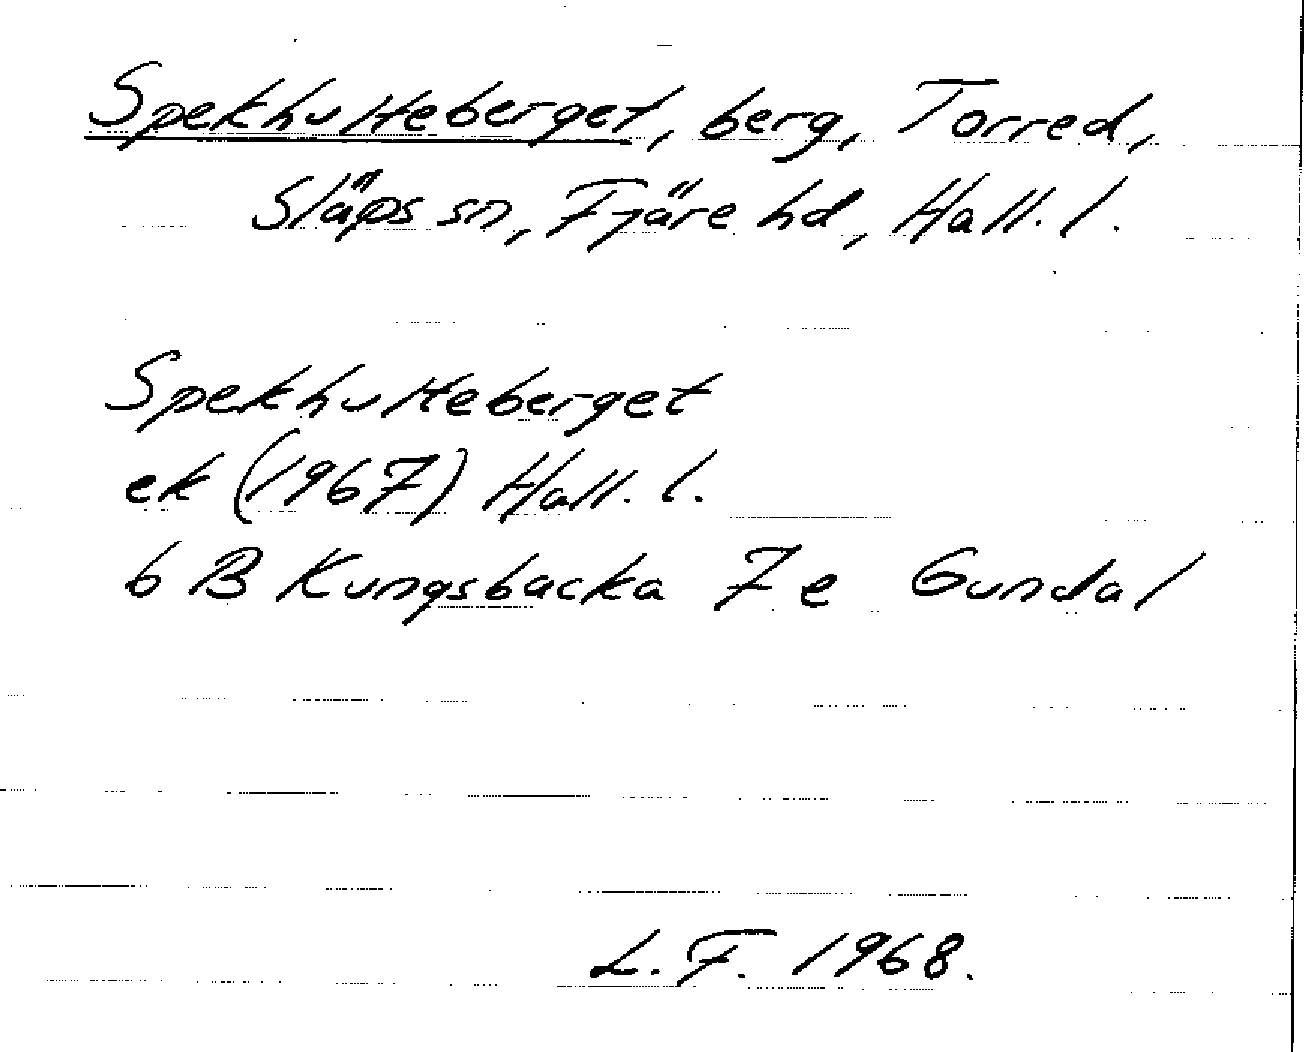 Spekhutteberget, berg, Torred,
Släps sn, Fjäre hd, Hall. l.
Spekhutteberget
ek (1967) Hall. l.
6 B Kungsbacka 7 e Gundal
L. F. 1968.